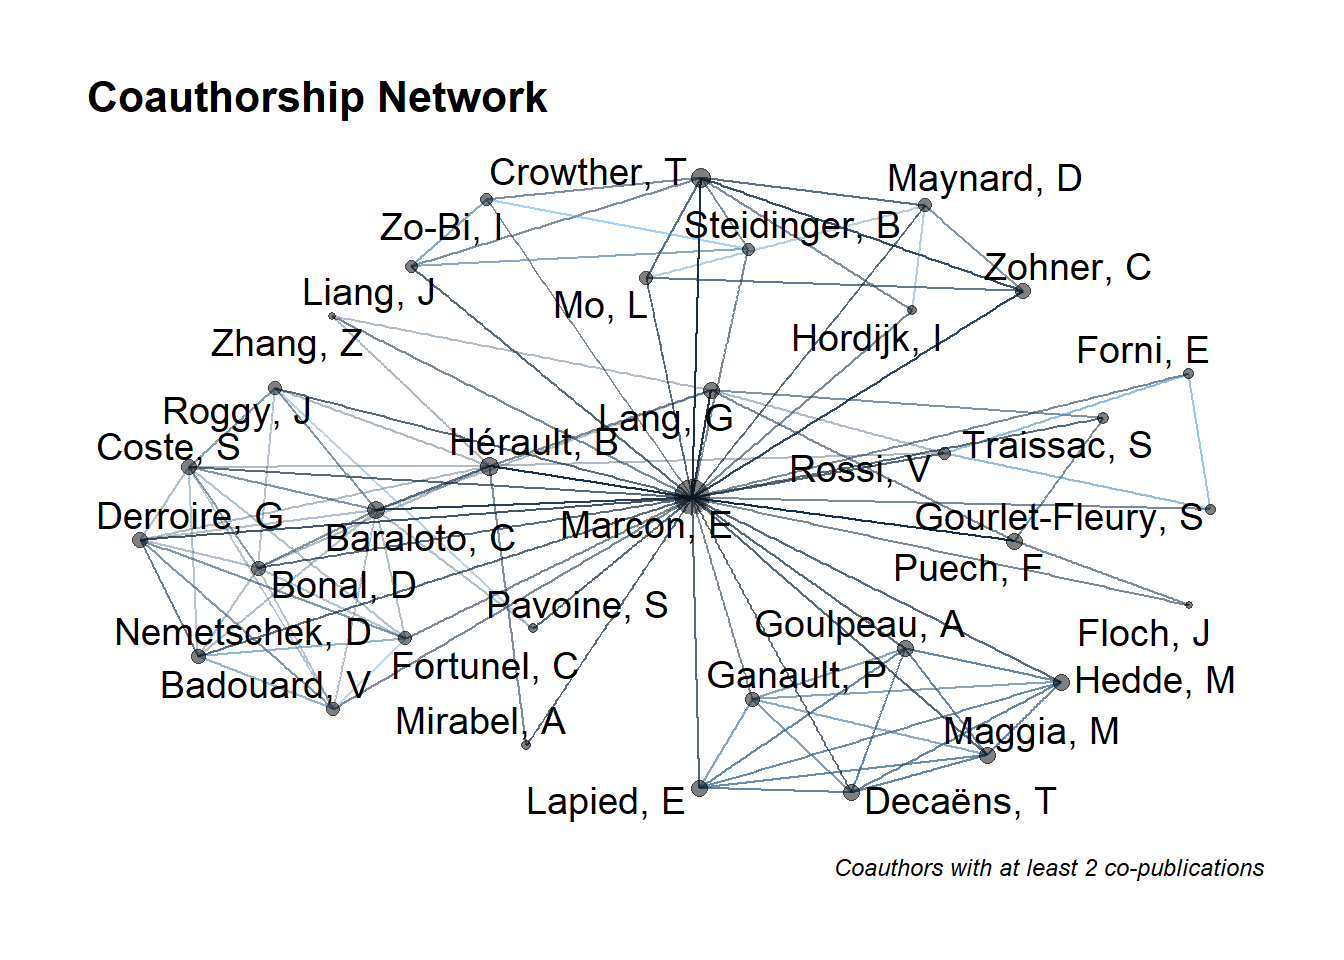 Coauthorship Network
Crowther, T
Maynard, D
Zo-Bi, I
Steidinger, B
Zohner, C
Liang, J
Mo, L
Zhang, Z
Hordijk, I
Forni, E
Roggy, J
Lang, G
Coste, S
Hérault, B
Traissac, S
Rossi, V
Derroire, G
Baraloto, C
Marcon, E
Gourlet-Fleury, S
Bonal, D
Puech, F
Pavoine, S
Nemetschek, D
Goulpeau, A
Floch, J
Fortunel, C
Ganault, P
Hedde, M
Badouard, V
Mirabel, A
Maggia, M
Lapied, E
Decaëns, T
Coauthors with at least 2 co-publications